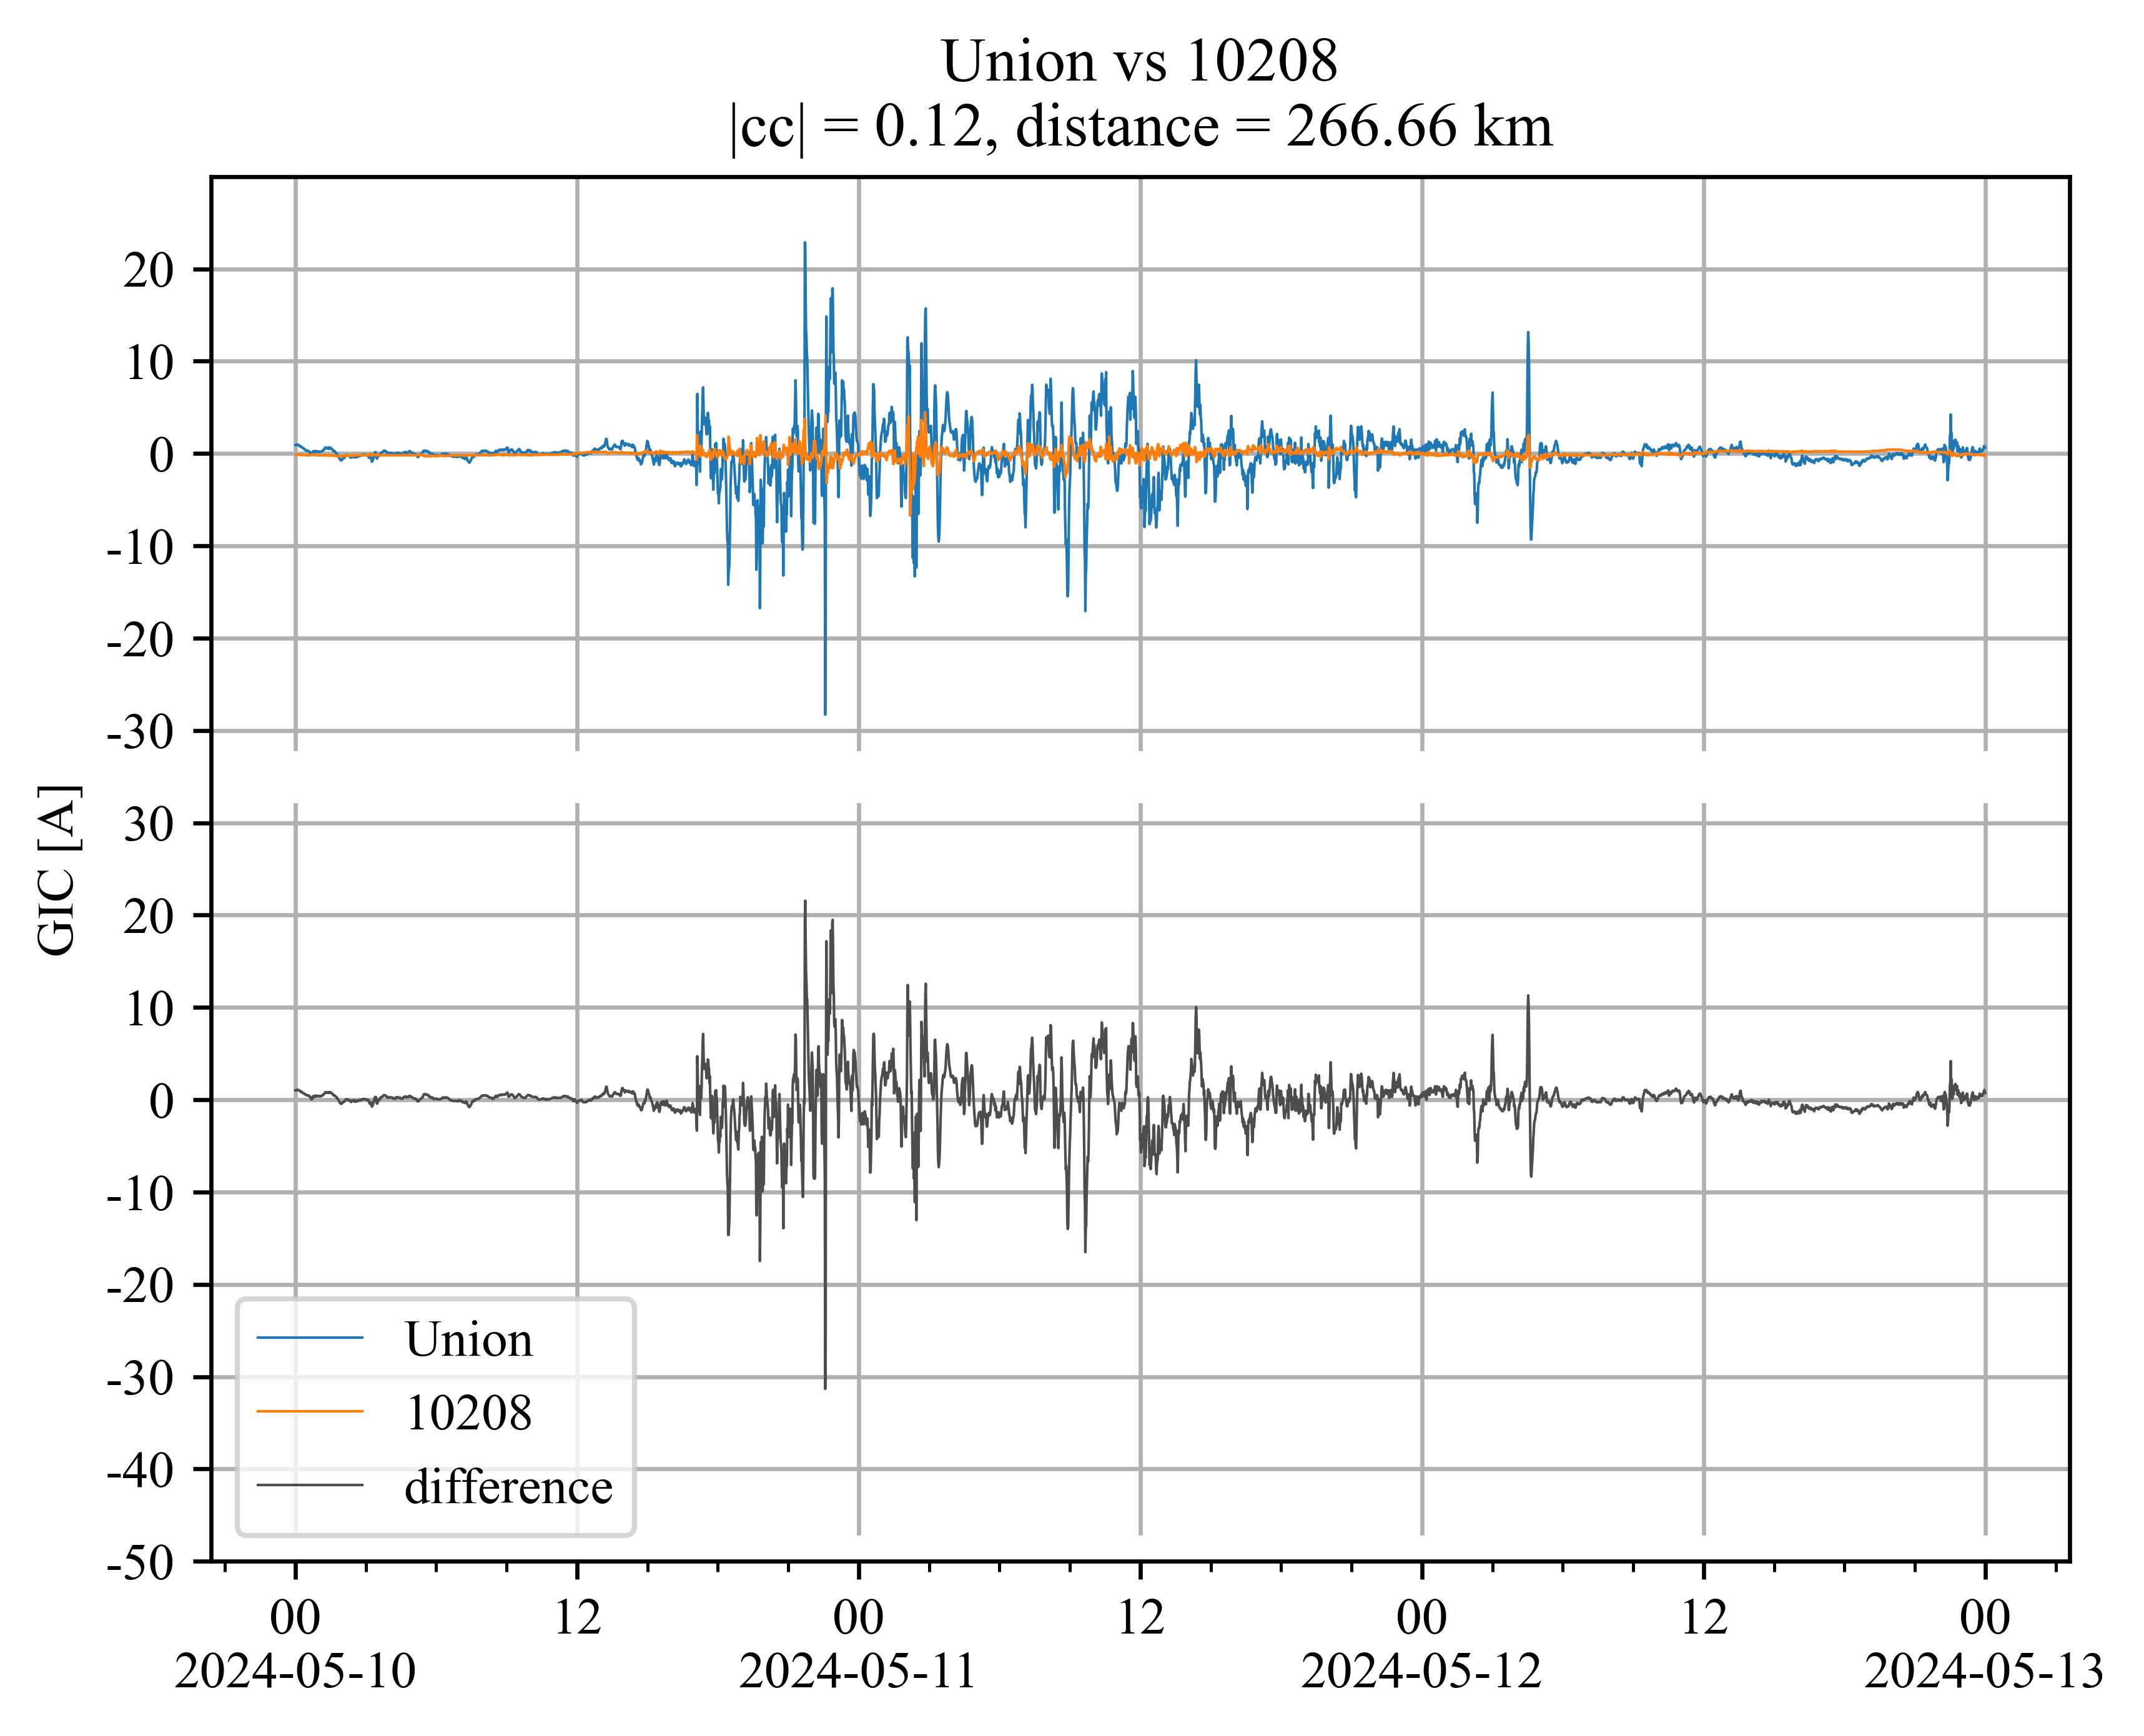 Union vs 10208
|cc| = 0.12, distance = 266.66 km
20
10
0
-10
-20
-30
GIC [A]
30
20
10
0
-10
-20
-30
-40
-50
Union
10208
difference
00 12 00 12 00 12 00
2024-05-10 2024-05-11 2024-05-12 2024-05-13